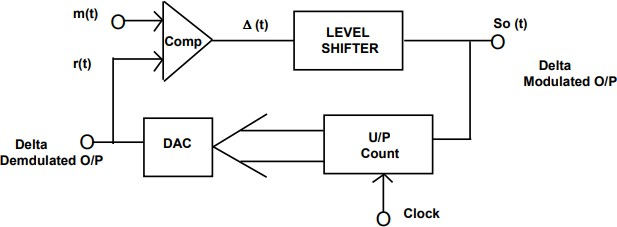 m(t)
Comp
Δ (t)
LEVEL
SHIFTER
So (t)
r(t)
Delta
Modulated O/P
Delta
Demdulated O/P
DAC
U/P
Count
Clock